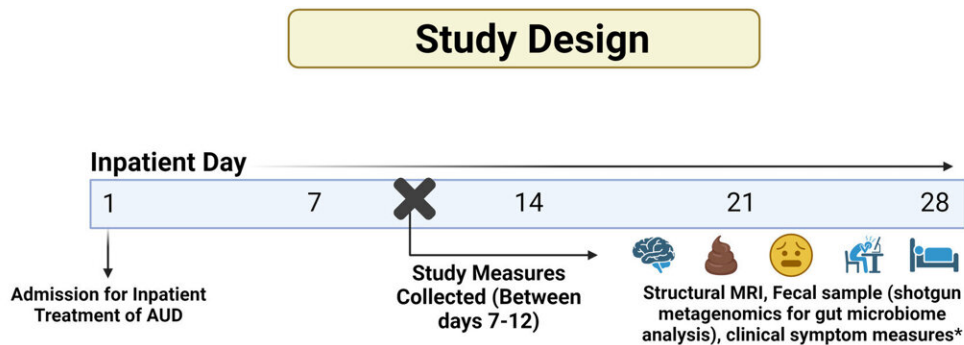 Study Design
Inpatient Day
1 7 14 21 28
Admission for Inpatient
Treatment of AUD
Study Measures
Collected (Between
days 7-12)
Structural MRI, Fecal sample (shotgun
metagenomics for gut microbiome
analysis), clinical symptom measures*